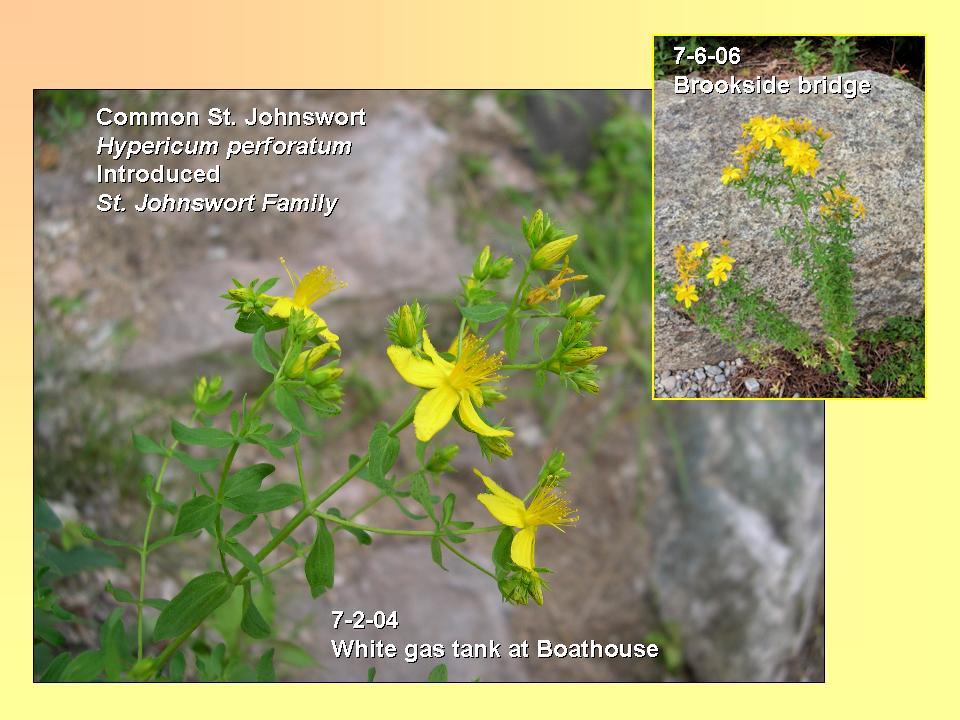 Common St. Johnswort
Hypericum perforatum
Introduced
St. Johnswort Family
7-6-06
Brookside bridge
7-2-04
White gas tank at Boathouse